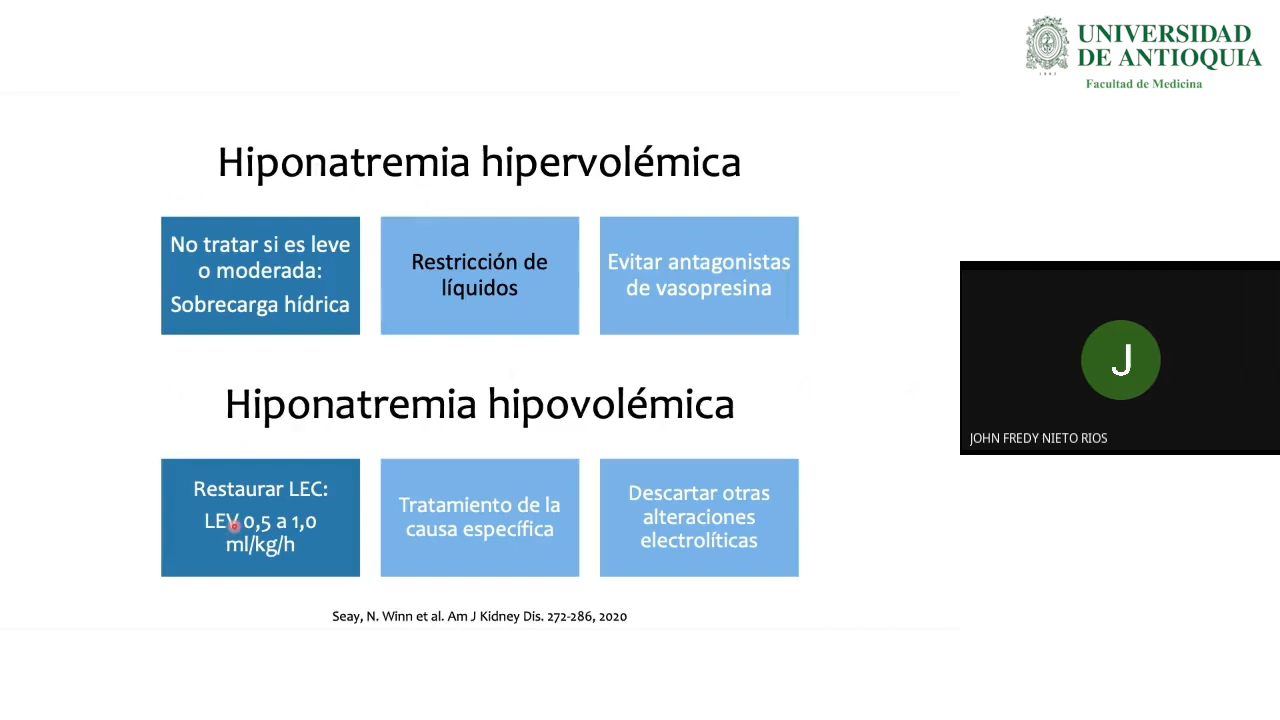 UNIVERSIDAD
DE ANTIOQUIA
Facultad de Medicina
Hiponatremia hipervolémica
No tratar si es leve
o moderada:
Sobrecarga hídrica
Restricción de
líquidos
Evitar antagonistas
de vasopresina
Hiponatremia hipovolémica
Restaurar LEC:
LEV 0,5 a 1,0
ml/kg/h
Tratamiento de la
causa específica
Descartar otras
alteraciones
electrolíticas
Seay, N. Winn et al. Am J Kidney Dis. 272-286, 2020
J
JOHN FREDY NIETO RIOS